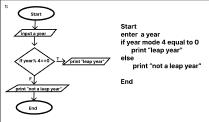 Start
input a year
if year% 4==0
T
print "leap year"
F
print "not a leap year"
End
Start
enter a year
if year mode 4 equal to 0
print "leap year"
else
print "not a leap year"
End